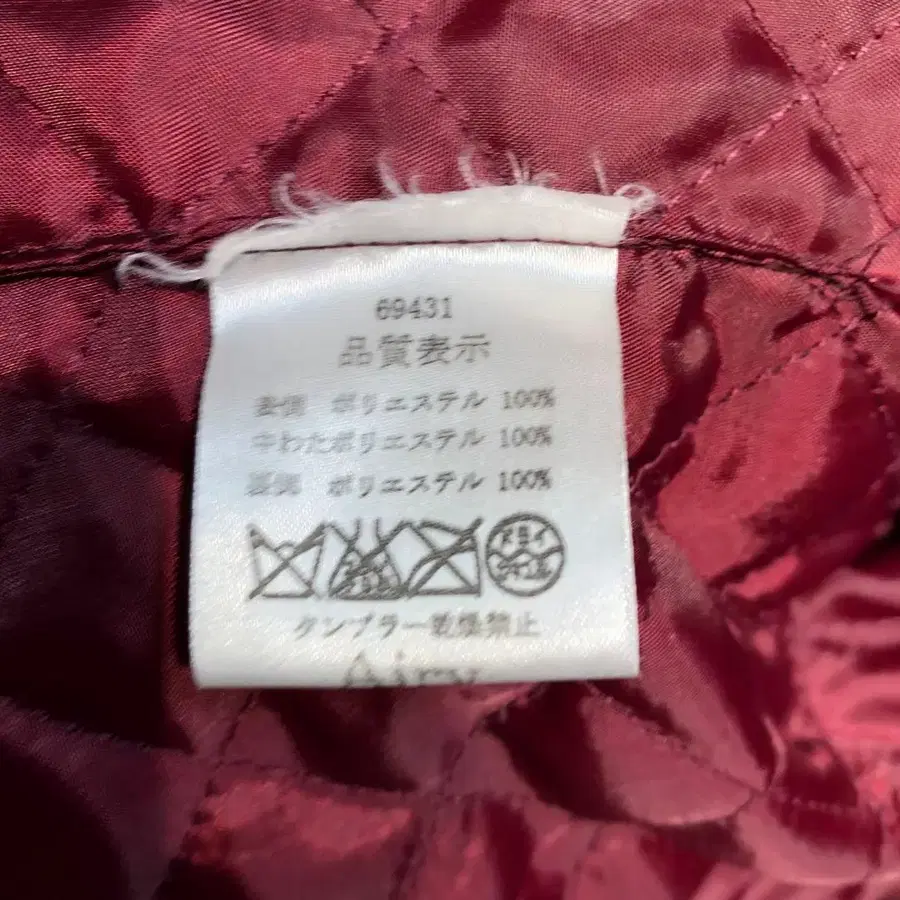 69431
品質表示
表側 ポリエステル 100%
中わたポリエステル 100%
裏側 ポリエステル 100%
ドライ
タンブラー乾燥禁止
Airy